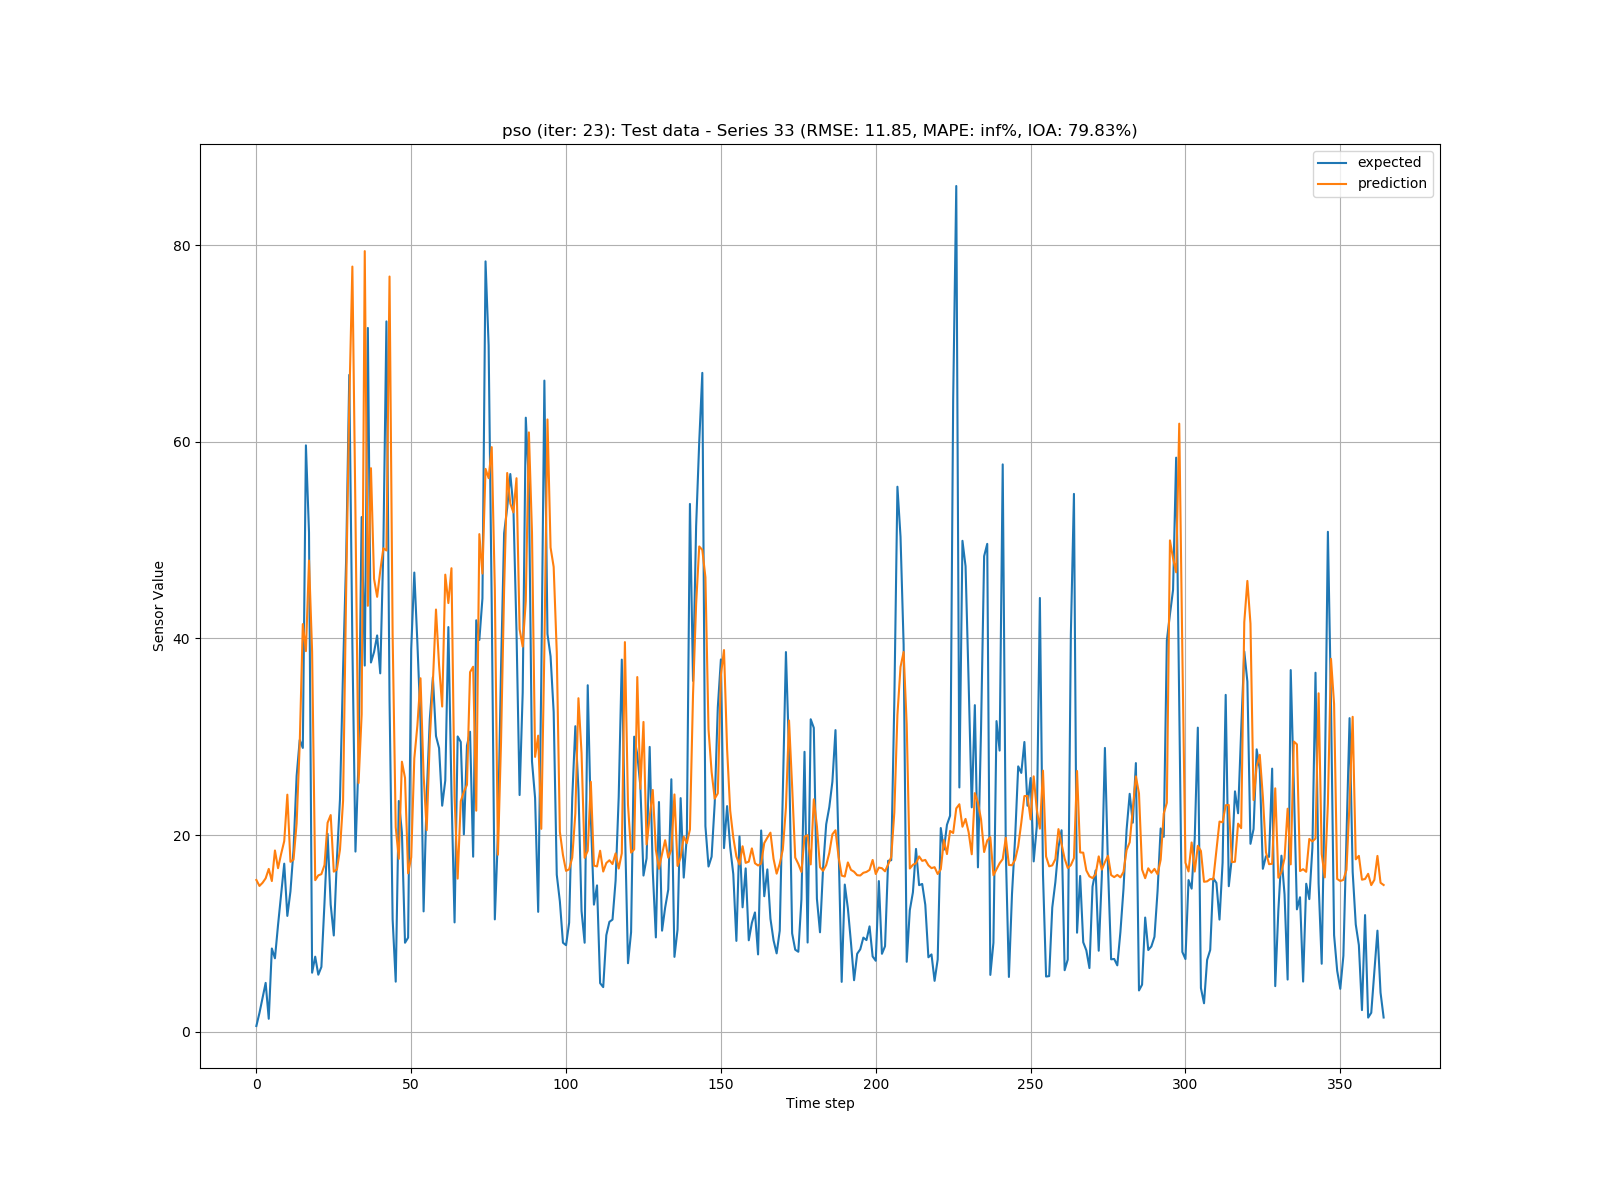 pso (iter: 23): Test data - Series 33 (RMSE: 11.85, MAPE: inf%, IOA: 79.83%)
expected
prediction
80
60
40
20
0
Sensor Value
0 50 100 150 200 250 300 350
Time step